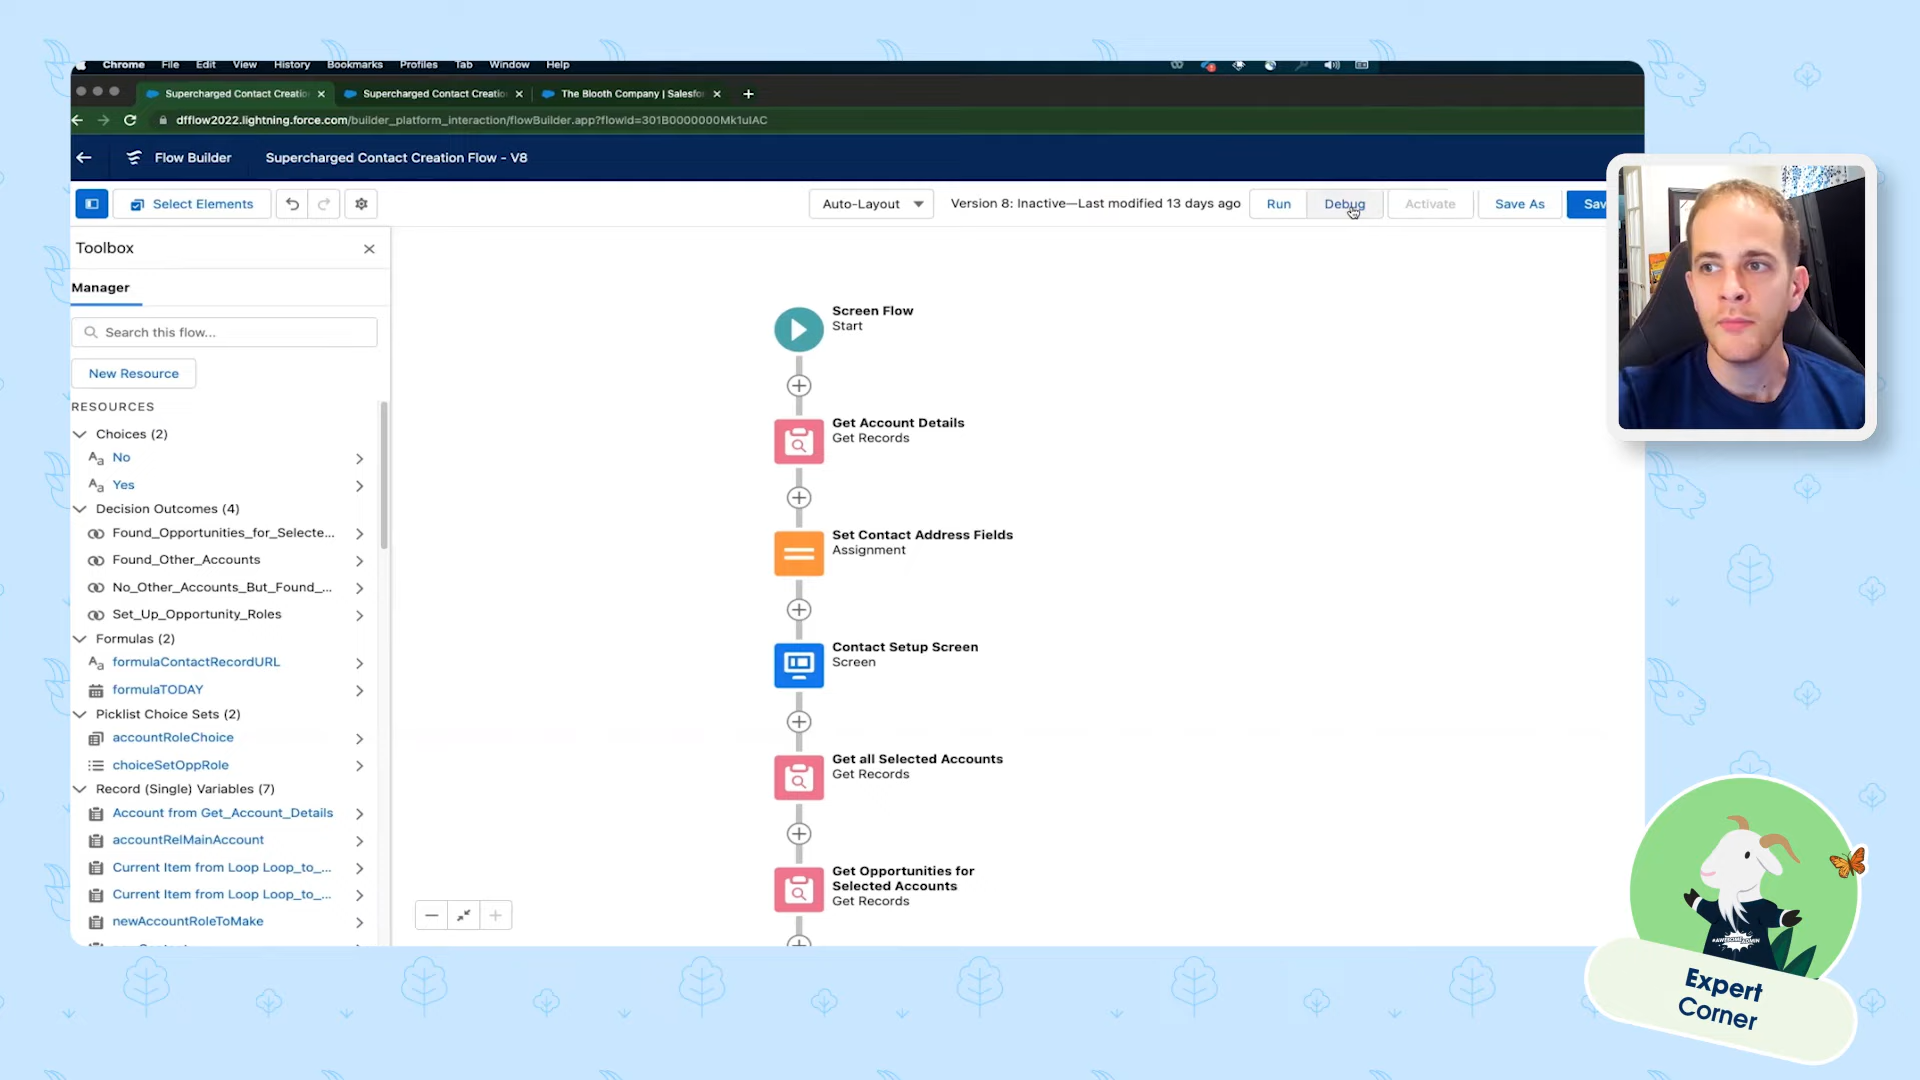 Chrome File Edit View History Bookmarks Profiles Tab Window Help
Supercharged Contact Creatio
Supercharged Contact Creatio
The Blooth Company | Salesfo
dfflow2022.lightning.force.com/builder_platform_interaction/flowBuilder.app?flowId=301B0000000Mk1uIAC
Flow Builder Supercharged Contact Creation Flow - V8
Select Elements Auto-Layout Version 8: Inactive—Last modified 13 days ago Run Debug Activate Save As Sav
Toolbox
Manager
Search this flow...
New Resource
RESOURCES
Choices (2)
No
Yes
Decision Outcomes (4)
Found_Opportunities_for_Selecte...
Found_Other_Accounts
No_Other_Accounts_But_Found_...
Set_Up_Opportunity_Roles
Formulas (2)
formulaContactRecordURL
formulaTODAY
Picklist Choice Sets (2)
accountRoleChoice
choiceSetOppRole
Record (Single) Variables (7)
Account from Get_Account_Details
accountRelMainAccount
Current Item from Loop Loop_to_...
Current Item from Loop Loop_to_...
newAccountRoleToMake
Screen Flow
Start
Get Account Details
Get Records
Set Contact Address Fields
Assignment
Contact Setup Screen
Screen
Get all Selected Accounts
Get Records
Get Opportunities for
Selected Accounts
Get Records
#AWESOMEADMIN
Expert
Corner